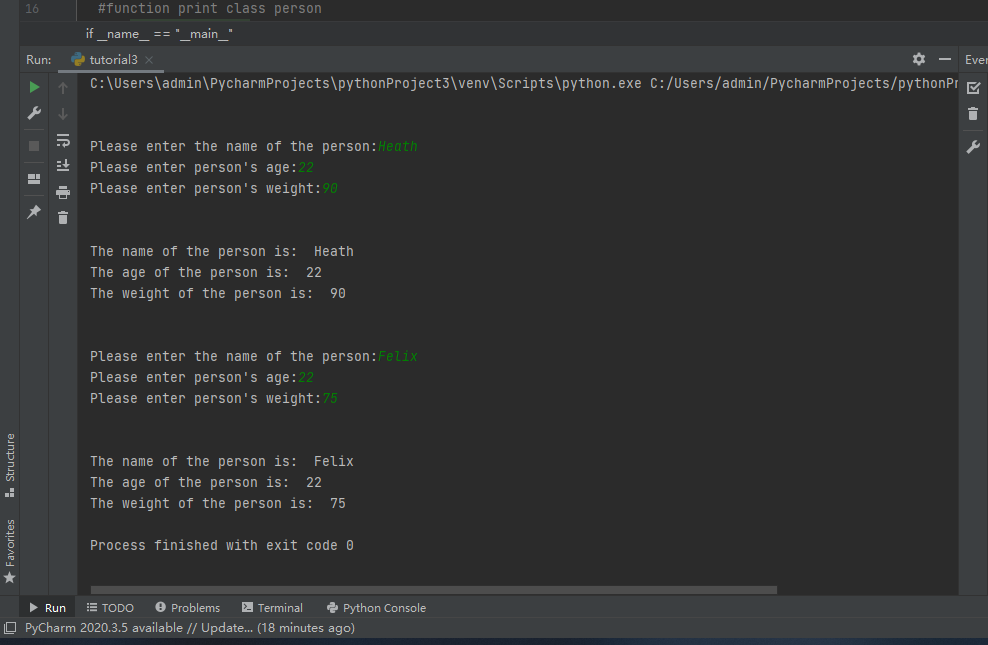 16 #function print class person
if __name__ == "__main__"
Run: tutorial3
C:\Users\admin\PycharmProjects\pythonProject3\venv\Scripts\python.exe C:/Users/admin/PycharmProjects/pythonPr
Please enter the name of the person:Heath
Please enter person's age:22
Please enter person's weight:90
The name of the person is:  Heath
The age of the person is:  22
The weight of the person is:  90
Please enter the name of the person:Felix
Please enter person's age:22
Please enter person's weight:75
The name of the person is:  Felix
The age of the person is:  22
The weight of the person is:  75
Process finished with exit code 0
Structure
Favorites
Run TODO Problems Terminal Python Console
PyCharm 2020.3.5 available // Update... (18 minutes ago)